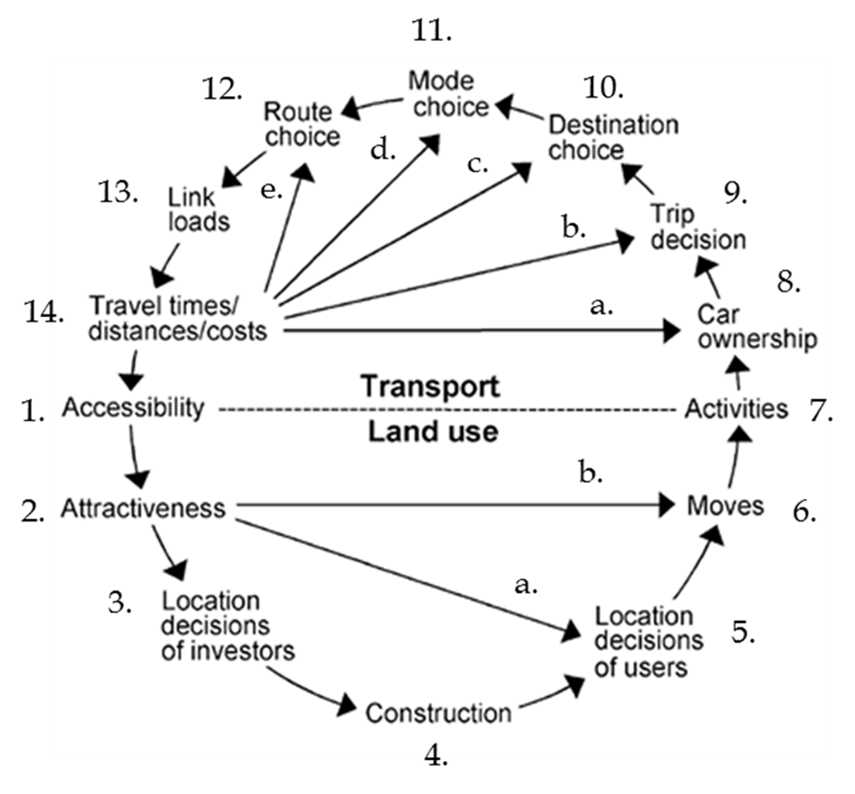 11.
Mode
choice
12.
Route
choice
10.
Destination
choice
d.
c.
e.
13.
Link
loads
9.
Trip
decision
b.
8.
Car
ownership
14.
Travel times/
distances/costs
a.
Transport
1. Accessibility
Activities 7.
Land use
b.
2. Attractiveness
Moves 6.
a.
3.
Location
decisions
of investors
Location
decisions
of users
5.
Construction
4.